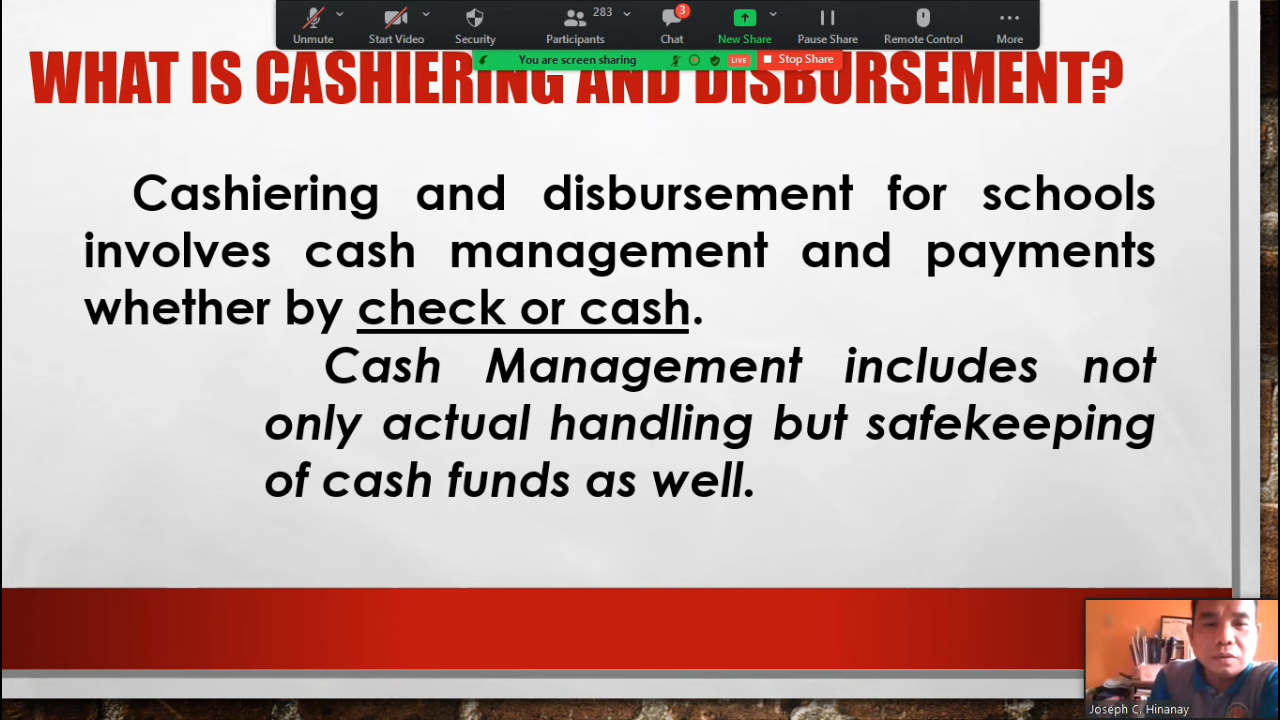 283
3
Unmute
Start Video
Security
Participants
Chat
New Share
Pause Share
Remote Control
More
You are screen sharing
LIVE
Stop Share
WHAT IS CASHIERING AND DISBURSEMENT?
Cashiering and disbursement for schools
involves cash management and payments
whether by check or cash.
Cash Management includes not
only actual handling but safekeeping
of cash funds as well.
Joseph C. Hinanay